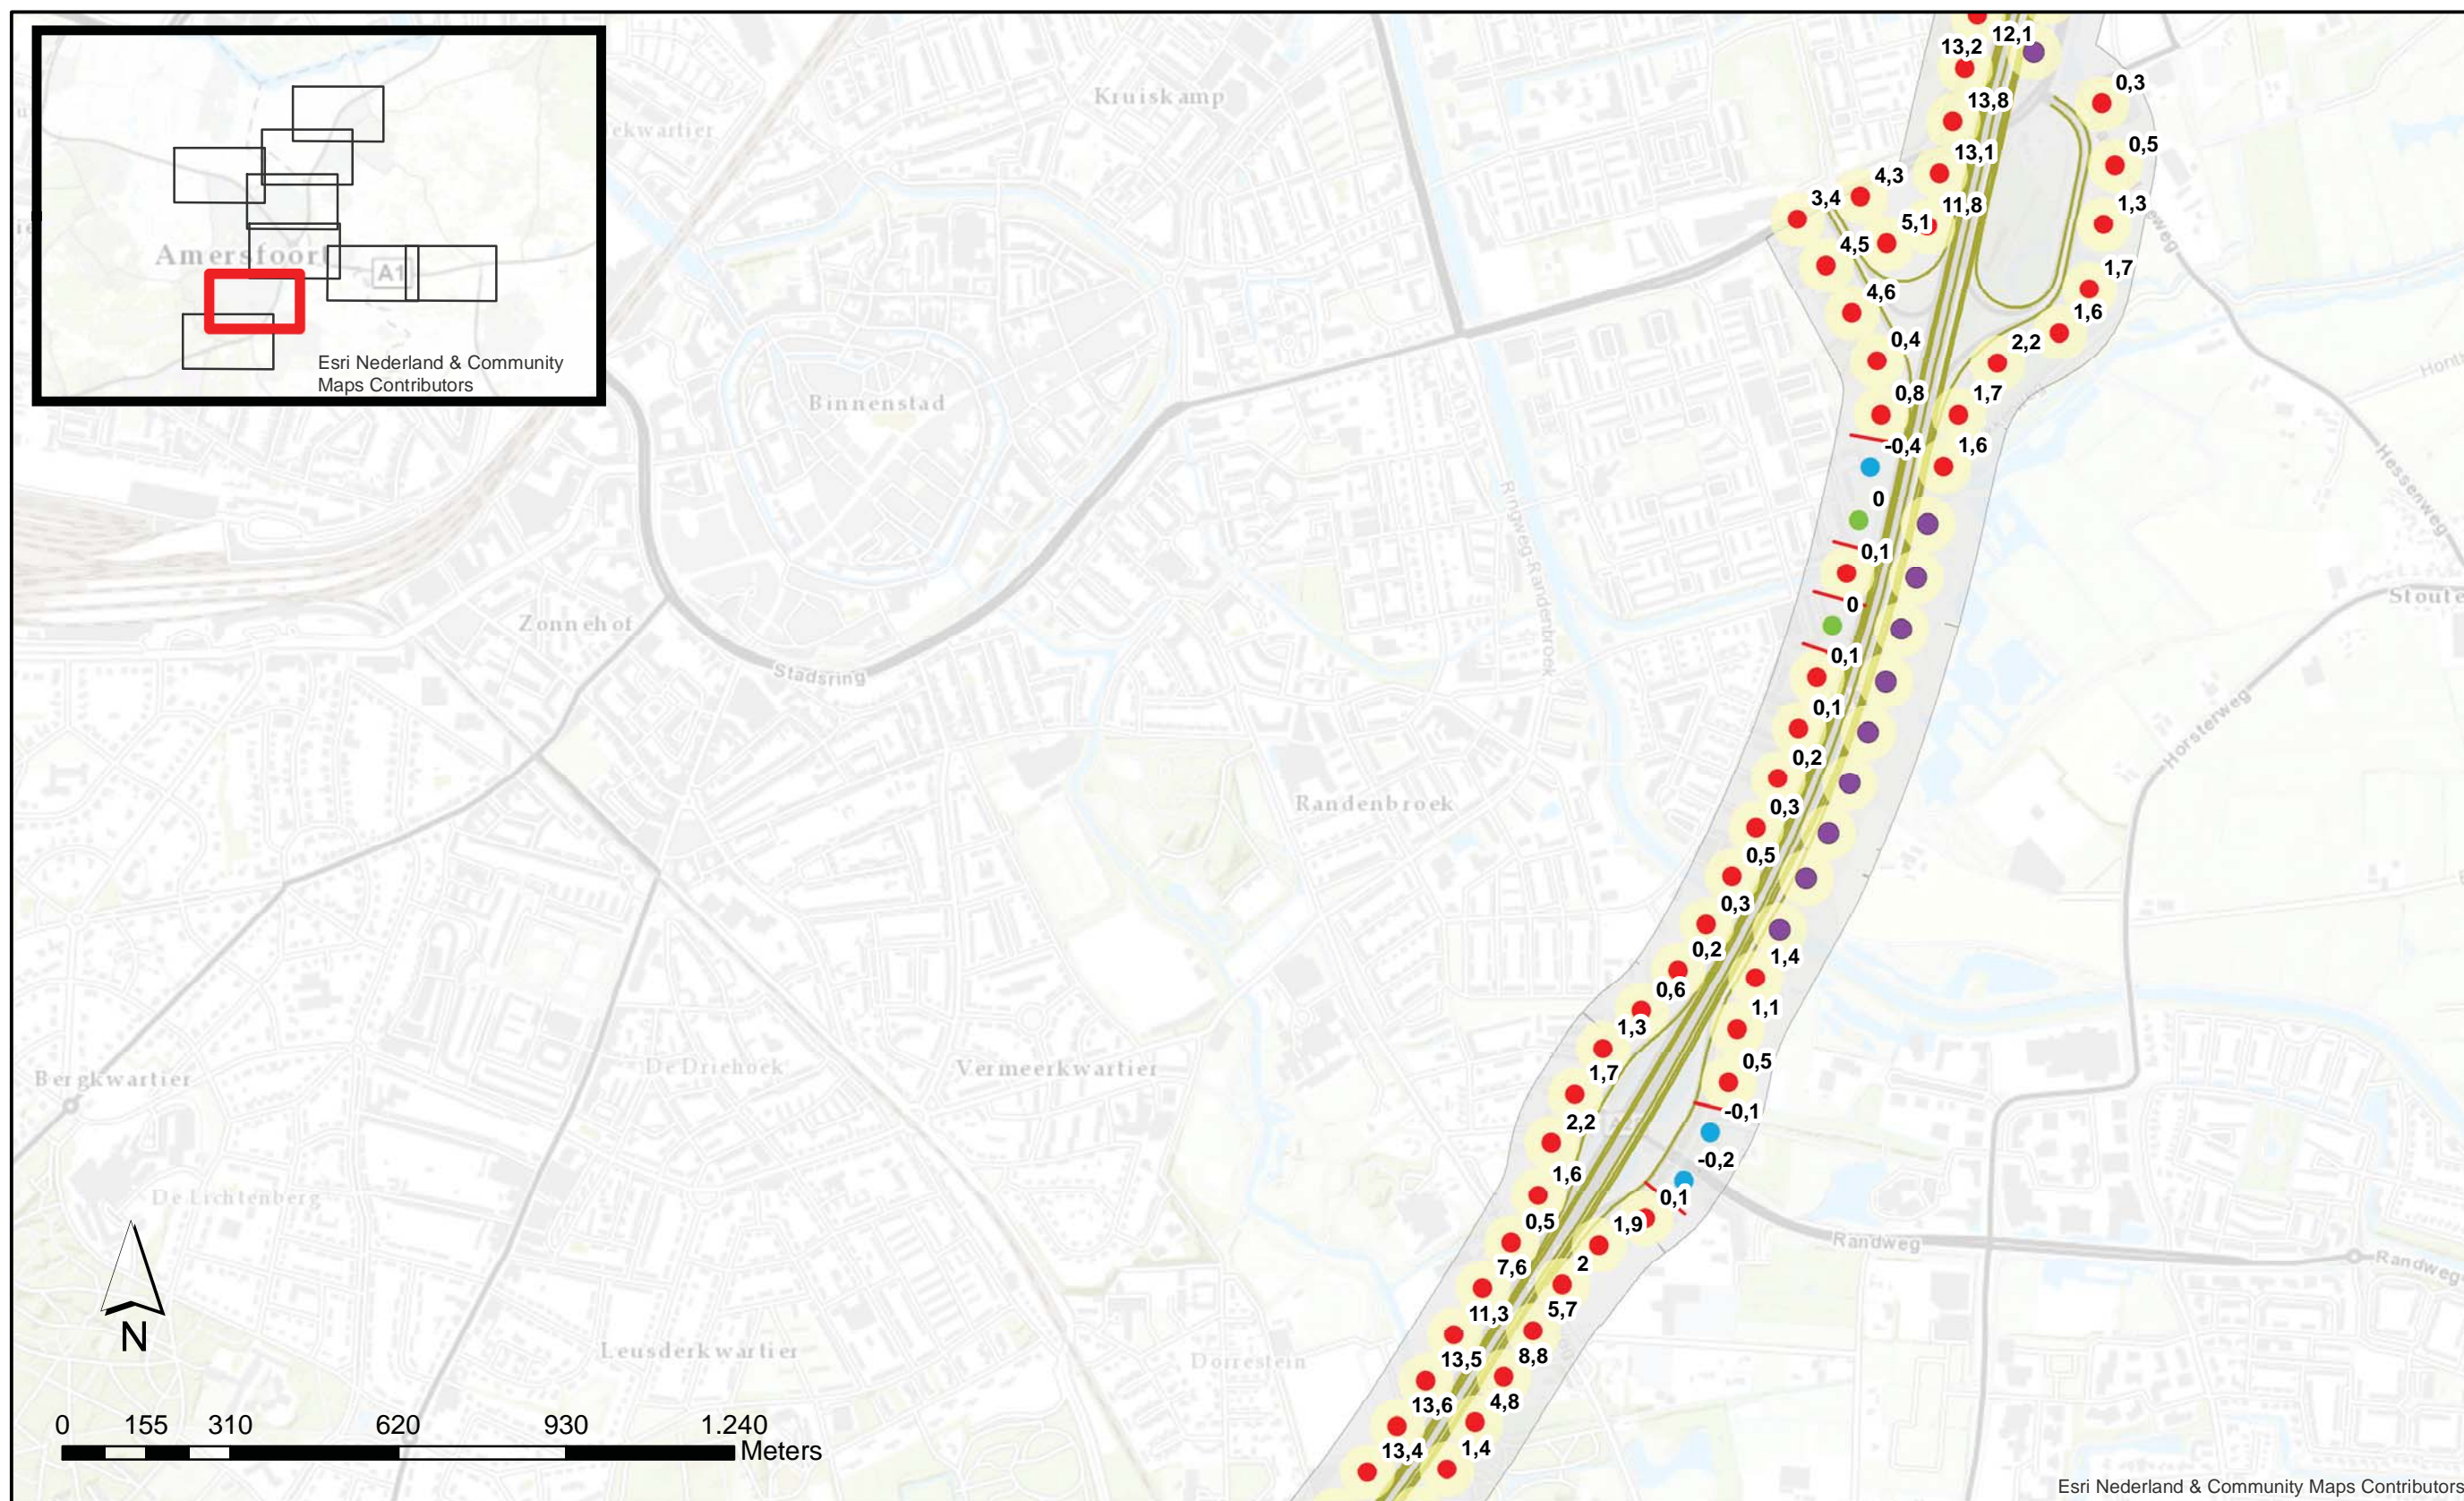 Amersfoort
A1
Esri Nederland & Community
Maps Contributors
Kruiskamp
Binnenstad
Zonnehof
Stadsring
Ringweg-Randenbroek
Randenbroek
Vermeerkwartier
De Driehoek
Bergkwartier
De Lichtenberg
Leusderkwartier
Dorrestein
Randweg
Randweg
Horsterweg
Hessenweg
Stoute
12,1
13,2
0,3
13,8
0,5
13,1
4,3
3,4
11,8
1,3
5,1
4,5
1,7
4,6
1,6
0,4
2,2
0,8
1,7
-0,4
1,6
0
0,1
0
0,1
0,1
0,2
0,3
0,5
0,3
0,2
1,4
0,6
1,1
1,3
0,5
1,7
-0,1
2,2
-0,2
1,6
0,1
0,5
1,9
7,6
2
11,3
5,7
13,5
8,8
13,6
4,8
13,4
1,4
N
0 155 310 620 930 1.240
Meters
Esri Nederland & Community Maps Contributors